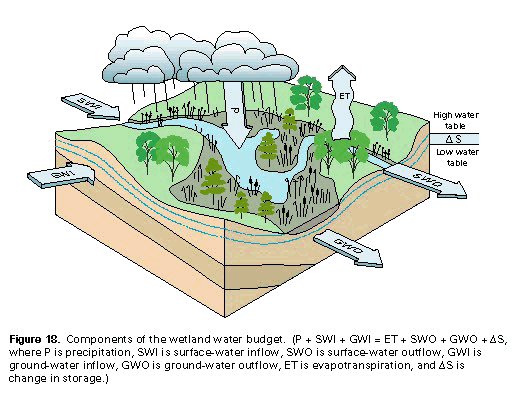 SWI
P
ET
High water
table
ΔS
Low water
table
GWI
SWO
GWO
Figure 18. Components of the wetland water budget. (P + SWI + GWI = ET + SWO + GWO + ΔS,
where P is precipitation, SWI is surface-water inflow, SWO is surface-water outflow, GWI is
ground-water inflow, GWO is ground-water outflow, ET is evapotranspiration, and ΔS is
change in storage.)